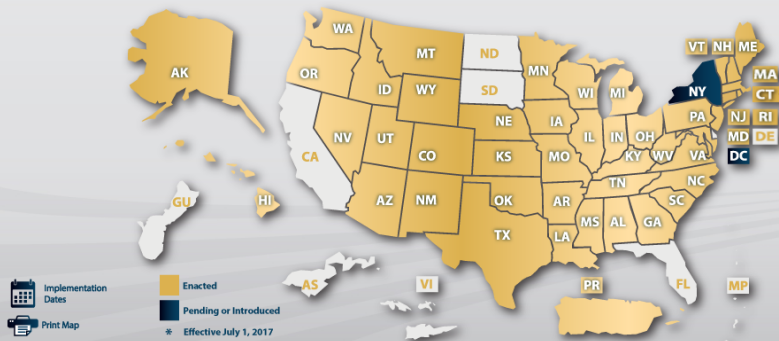 WA
VT NH ME
MT
ND
AK
MN
OR
MA
ID
SD
WI
MI
NY
WY
CT
NE
IA
PA
NJ RI
NV
UT
IL
IN
OH
MD DE
CA
CO
KS
MO
KY
WV
VA
DC
TN
NC
AZ
NM
OK
AR
SC
GU
HI
MS
AL
GA
TX
LA
AS
VI
PR
FL
MP
Implementation
Dates
Enacted
Pending or Introduced
Print Map
* Effective July 1, 2017